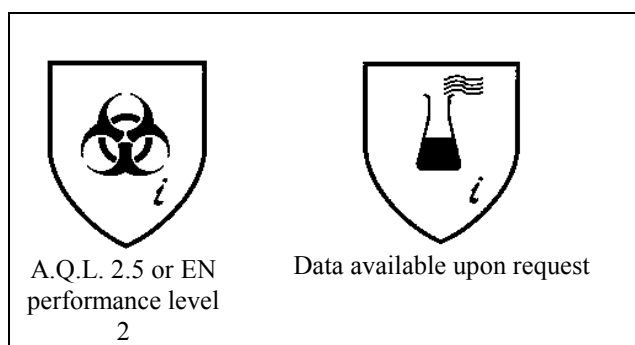 i
i
A.Q.L. 2.5 or EN
performance level
2
Data available upon request